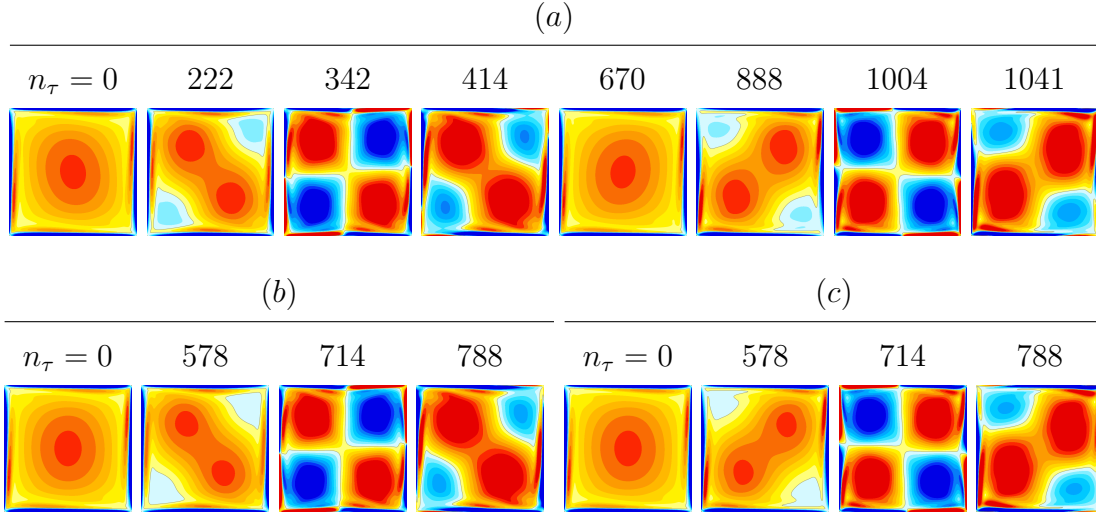 (a)
n_τ = 0 222 342 414 670 888 1004 1041
(b) (c)
n_τ = 0 578 714 788 n_τ = 0 578 714 788